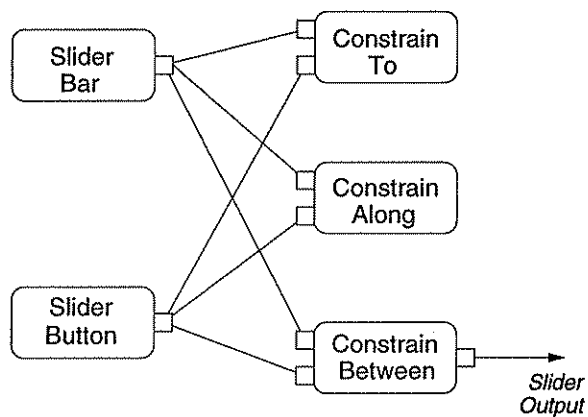 Slider
Bar
Constrain
To
Constrain
Along
Slider
Button
Constrain
Between
Slider
Output